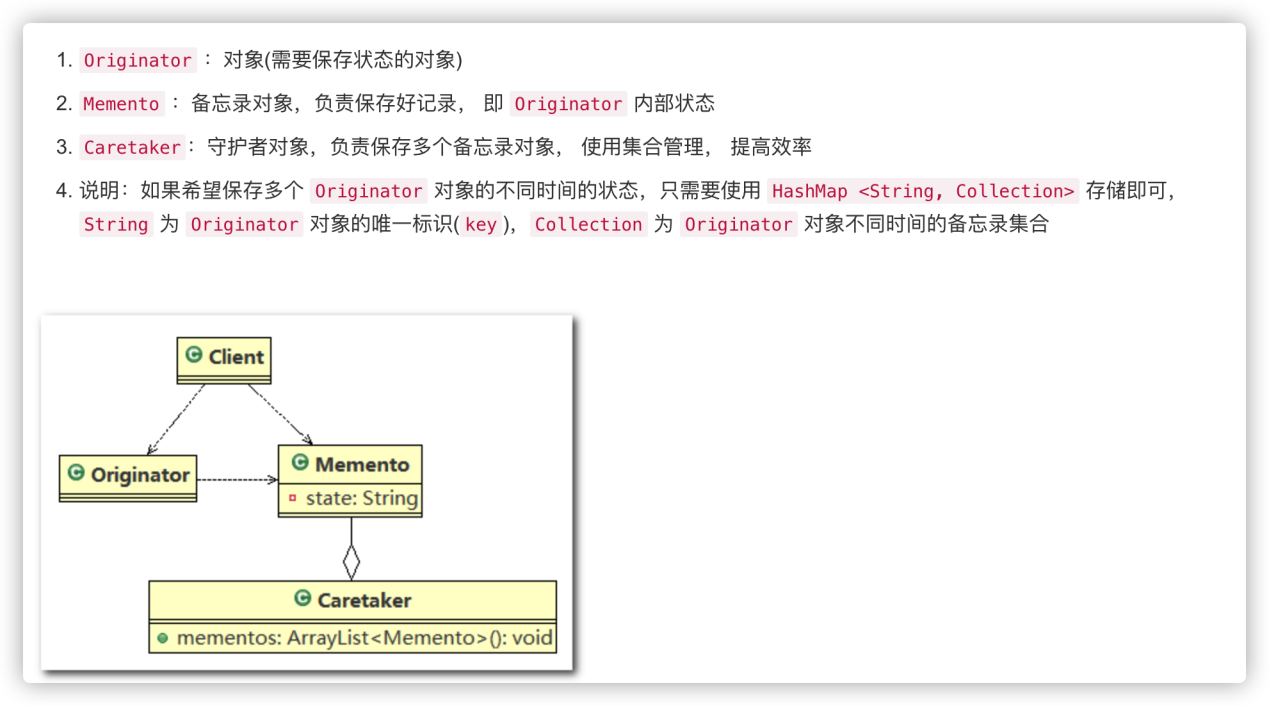 1. Originator : 对象(需要保存状态的对象)
2. Memento : 备忘录对象，负责保存好记录， 即 Originator 内部状态
3. Caretaker : 守护者对象，负责保存多个备忘录对象， 使用集合管理， 提高效率
4. 说明：如果希望保存多个 Originator 对象的不同时间的状态，只需要使用 HashMap <String, Collection> 存储即可，
String 为 Originator 对象的唯一标识( key )， Collection 为 Originator 对象不同时间的备忘录集合
C Client
C Originator
C Memento
state: String
C Caretaker
mementos: ArrayList<Memento>(): void